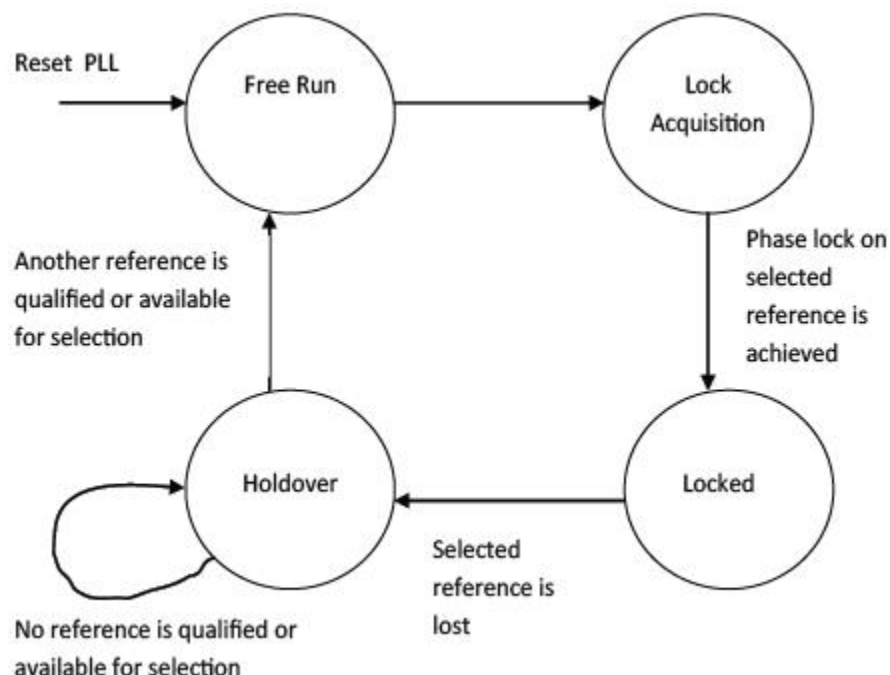 Reset PLL
Free Run
Lock
Acquisition
Phase lock on
selected
reference is
achieved
Another reference is
qualified or available
for selection
Holdover
Locked
Selected
reference is
lost
No reference is qualified or
available for selection